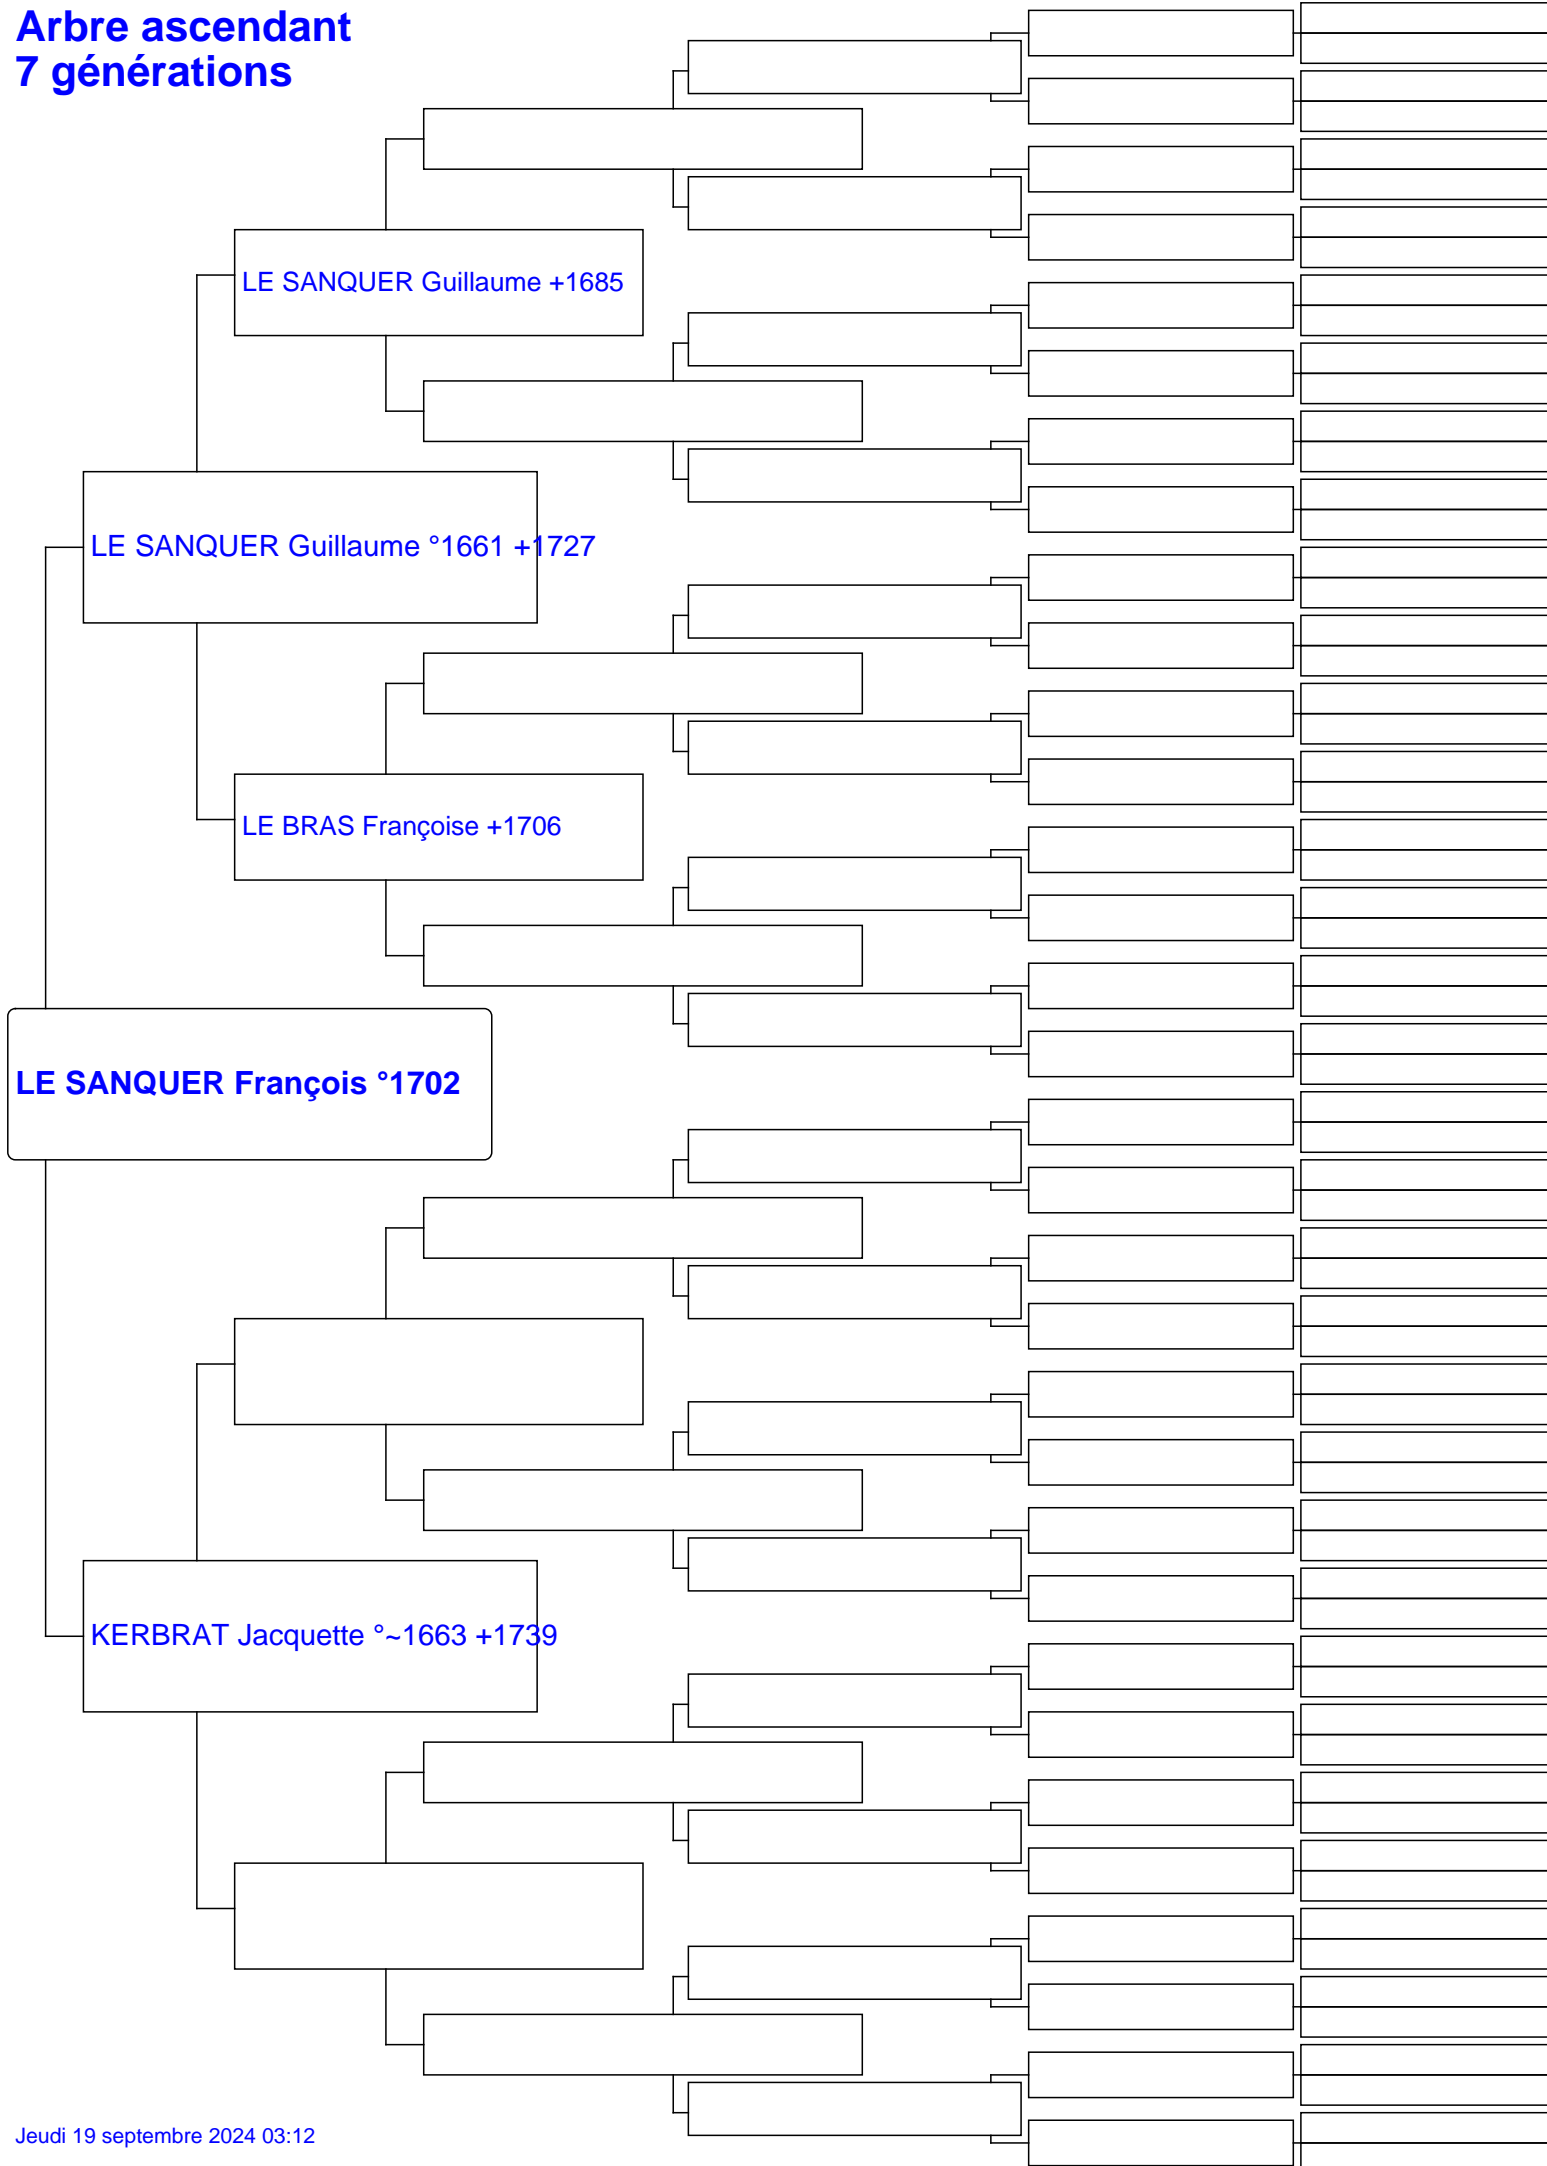 Arbre ascendant
7 générations
LE SANQUER Guillaume +1685
LE SANQUER Guillaume °1661 +1727
LE BRAS Françoise +1706
LE SANQUER François °1702
KERBRAT Jacquette °~1663 +1739
Jeudi 19 septembre 2024 03:12